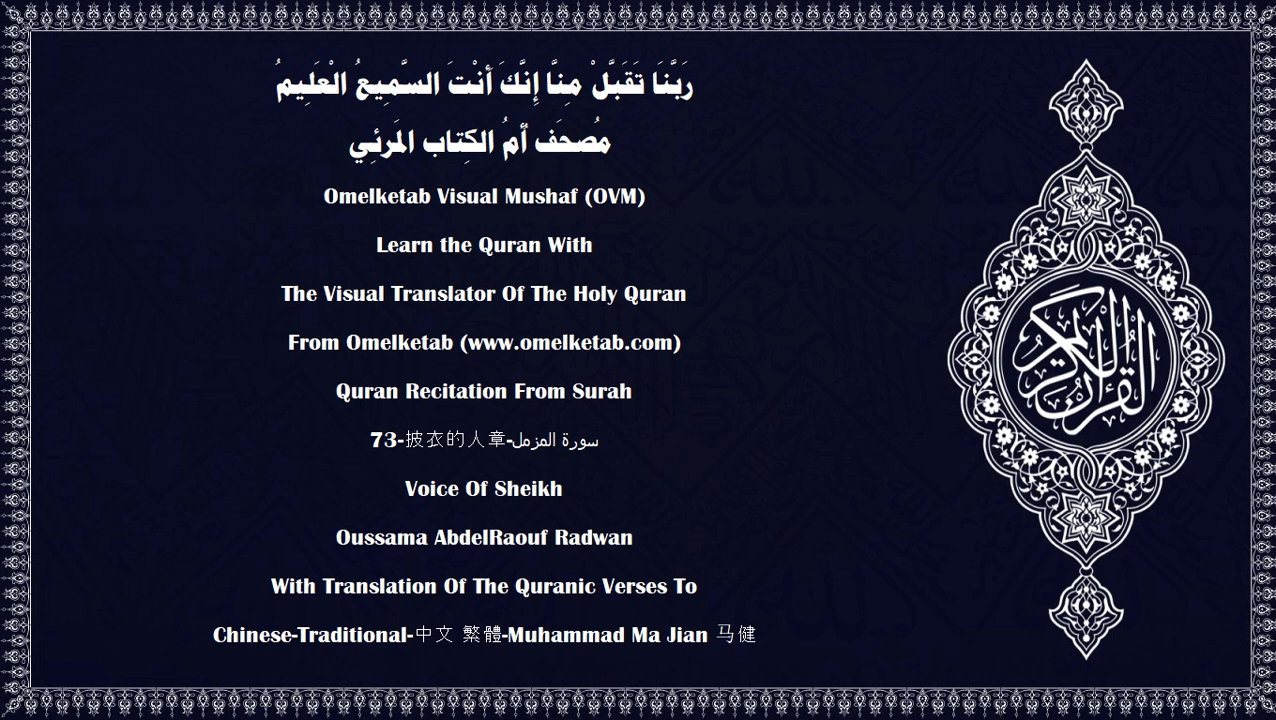 رَبَّنَا تَقَبَّلْ مِنَّا إِنَّكَ أَنْتَ السَّمِيعُ الْعَلِيمُ
مُصحَف أمُ الكِتاب المَرئِي
Omelketab Visual Mushaf (OVM)
Learn the Quran With
The Visual Translator Of The Holy Quran
From Omelketab (www.omelketab.com)
Quran Recitation From Surah
73-披衣的人章-سورة المزمل
Voice Of Sheikh
Oussama AbdelRaouf Radwan
With Translation Of The Quranic Verses To
Chinese-Traditional-中文 繁體-Muhammad Ma Jian 马健
القرآن الكريم